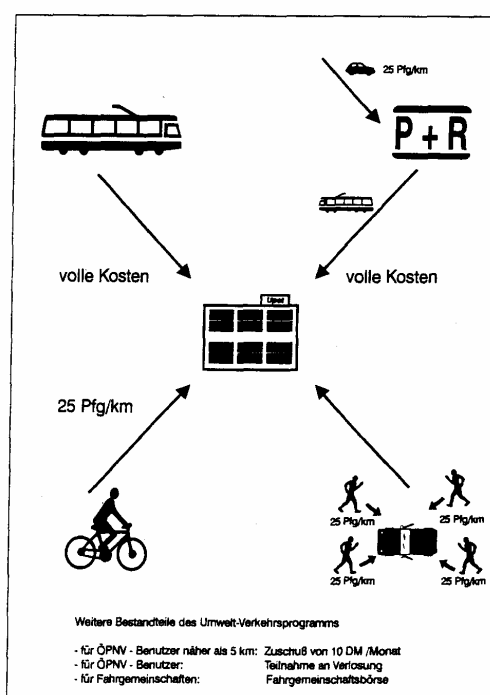 25 Pfg/km
P + R
volle Kosten
volle Kosten
25 Pfg/km
25 Pfg/km
25 Pfg/km
25 Pfg/km
25 Pfg/km
Weitere Bestandteile des Umwelt-Verkehrsprogramms
- für ÖPNV - Benutzer näher als 5 km: Zuschuß von 10 DM /Monat
- für ÖPNV - Benutzer: Teilnahme an Verlosung
- für Fahrgemeinschaften: Fahrgemeinschaftsbörse